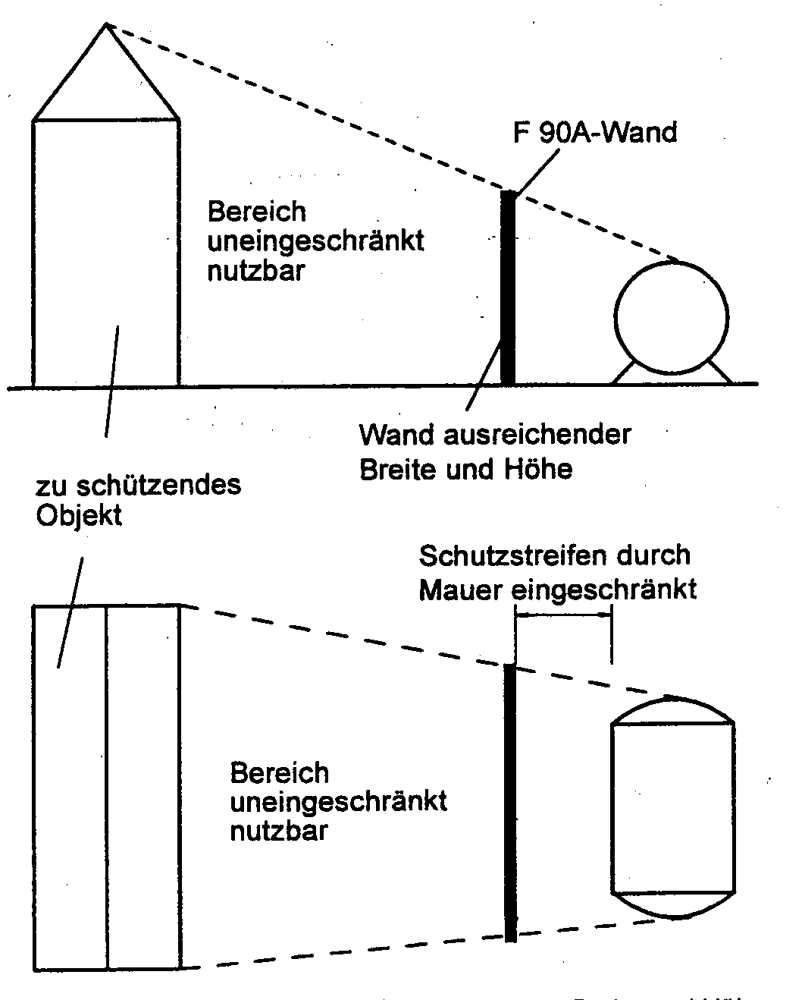 F 90A-Wand
Bereich
uneingeschränkt
nutzbar
Wand ausreichender
Breite und Höhe
zu schützendes
Objekt
Schutzstreifen durch
Mauer eingeschränkt
Bereich
uneingeschränkt
nutzbar